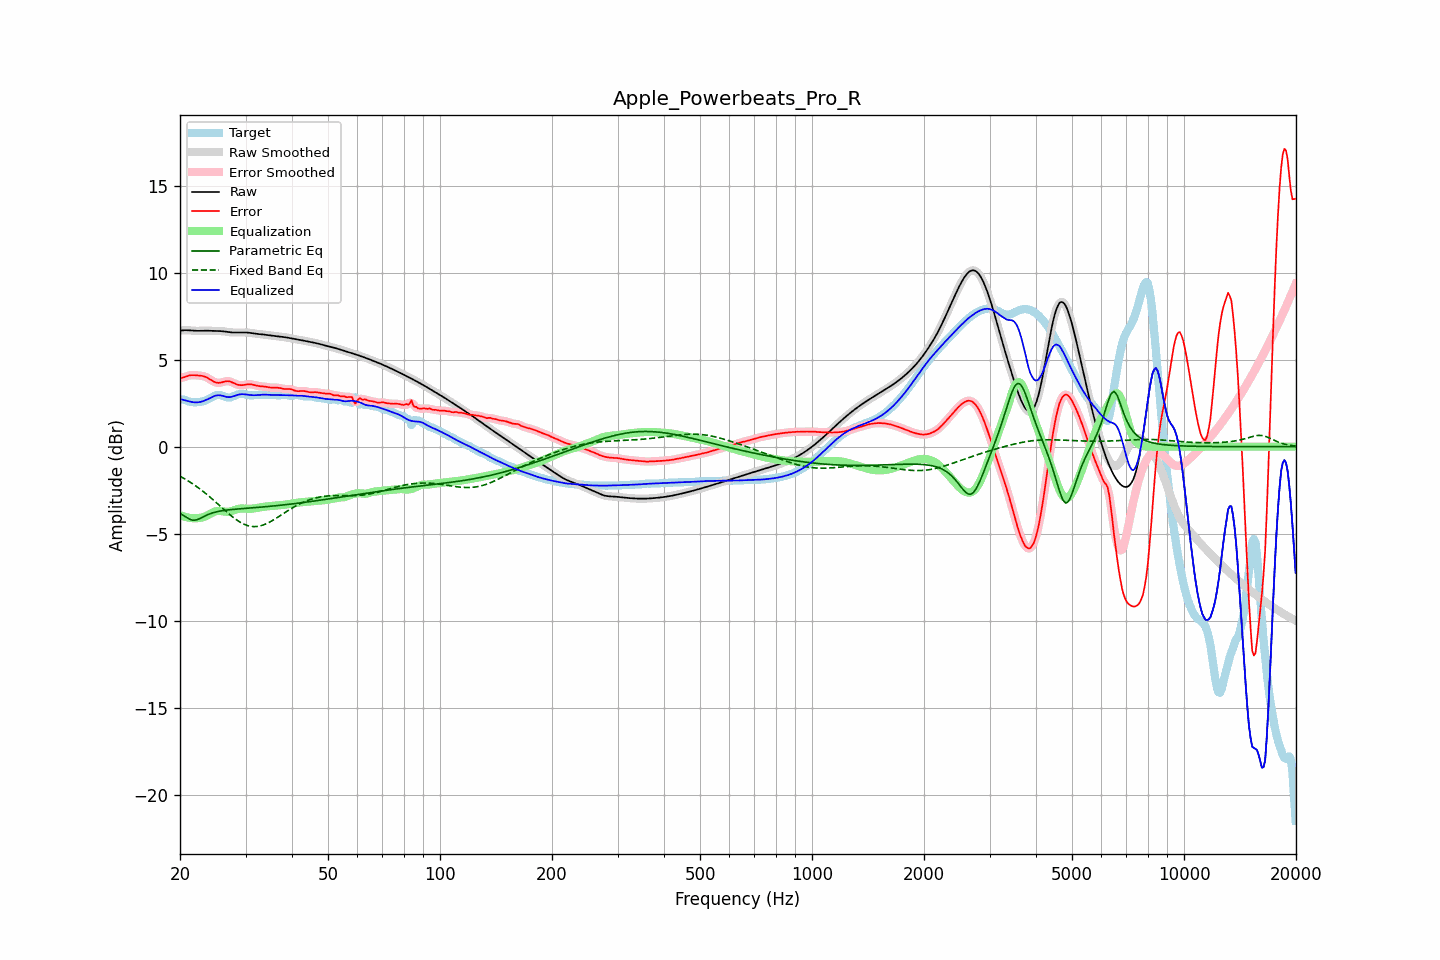 Apple_Powerbeats_Pro_R
Target
Raw Smoothed
Error Smoothed
Raw
Error
Equalization
Parametric Eq
Fixed Band Eq
Equalized
15
10
5
0
−5
−10
−15
−20
Amplitude (dBr)
20
50
100
200
500
1000
2000
5000
10000
20000
Frequency (Hz)